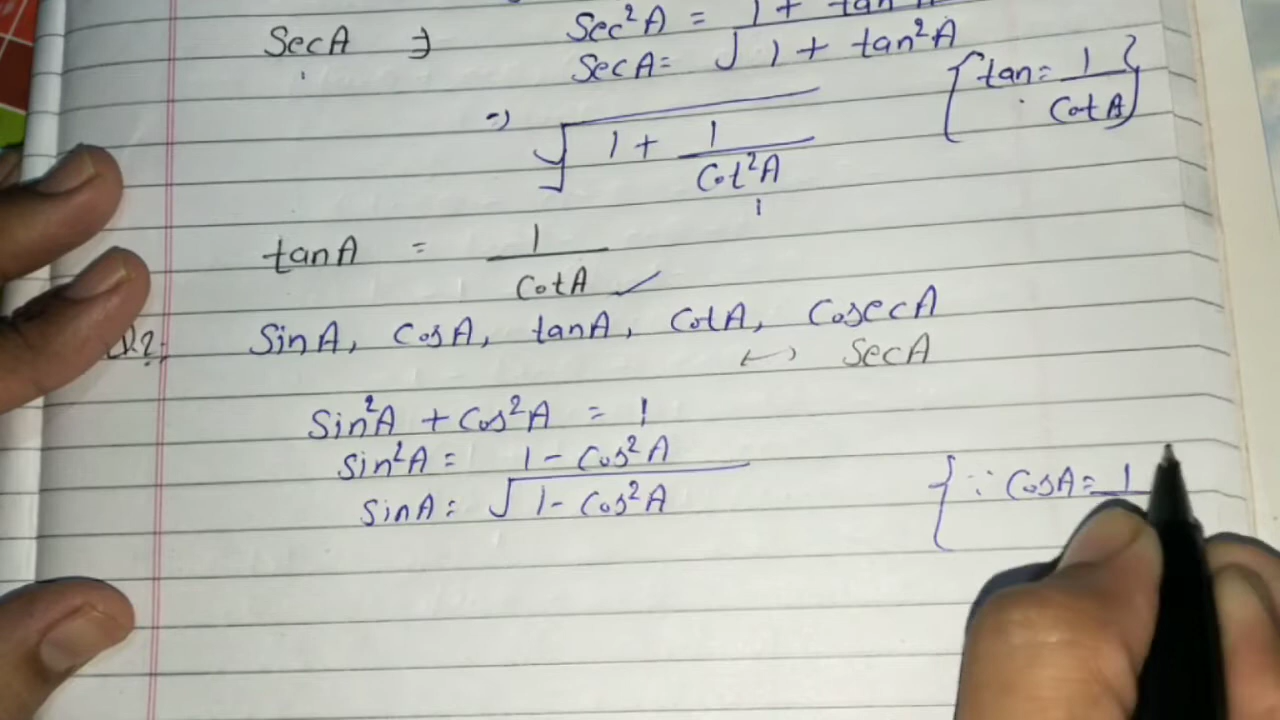 SecA ⇒ Sec²A = 1 + tan
SecA = √1 + tan²A
{tan = 1/CotA}
⇒ √1 + 1/Cot²A
tanA = 1/CotA ✓
Q2. SinA, CosA, tanA, CotA, CosecA
↔ SecA
Sin²A + Cos²A = 1
Sin²A = 1 - Cos²A
SinA = √1 - Cos²A
{∵ CosA = 1